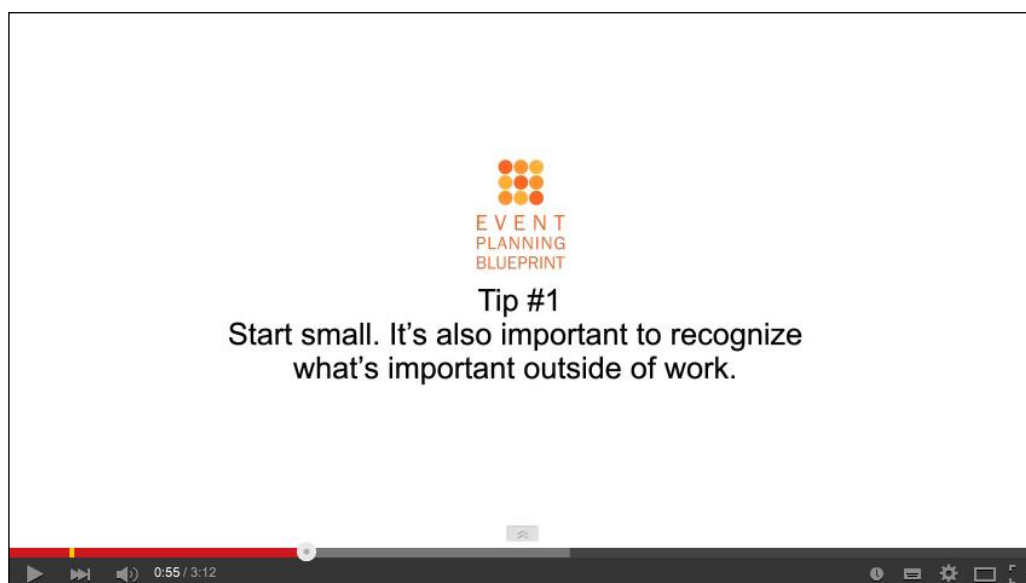 EVENT
PLANNING
BLUEPRINT
Tip #1
Start small. It’s also important to recognize
what’s important outside of work.
0:55 / 3:12